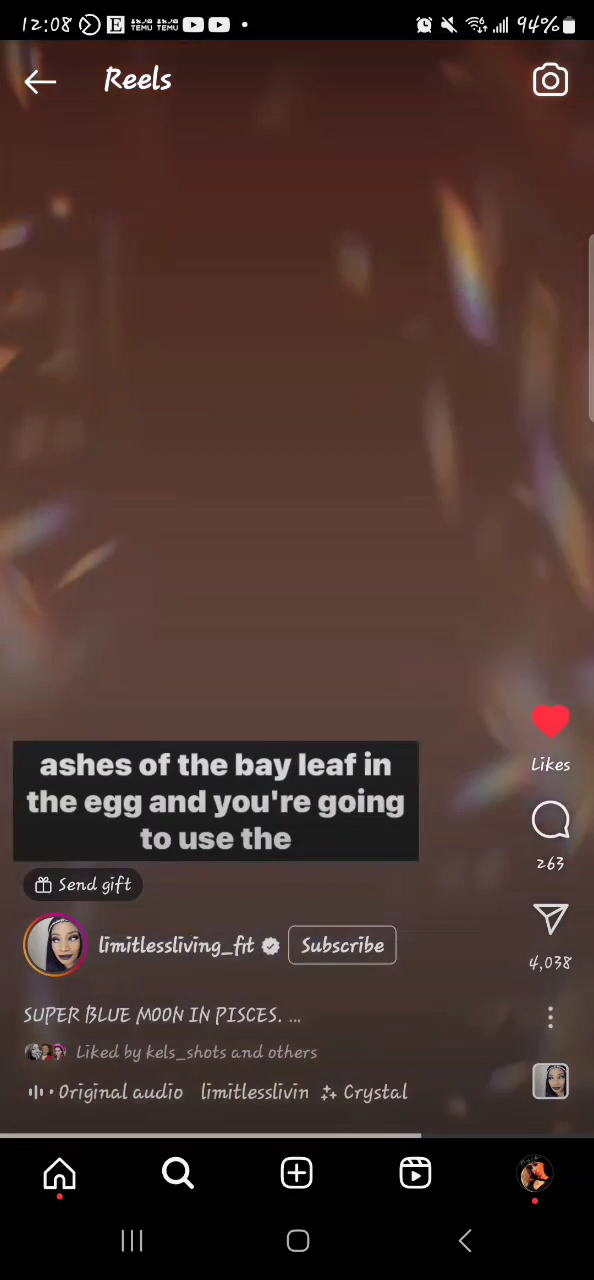 12:08
TEMU TEMU
94%
Reels
ashes of the bay leaf in
the egg and you're going
to use the
Likes
263
Send gift
limitlessliving_fit
Subscribe
4,038
SUPER BLUE MOON IN PISCES. ...
Liked by kels_shots and others
Original audio limitlesslivin Crystal